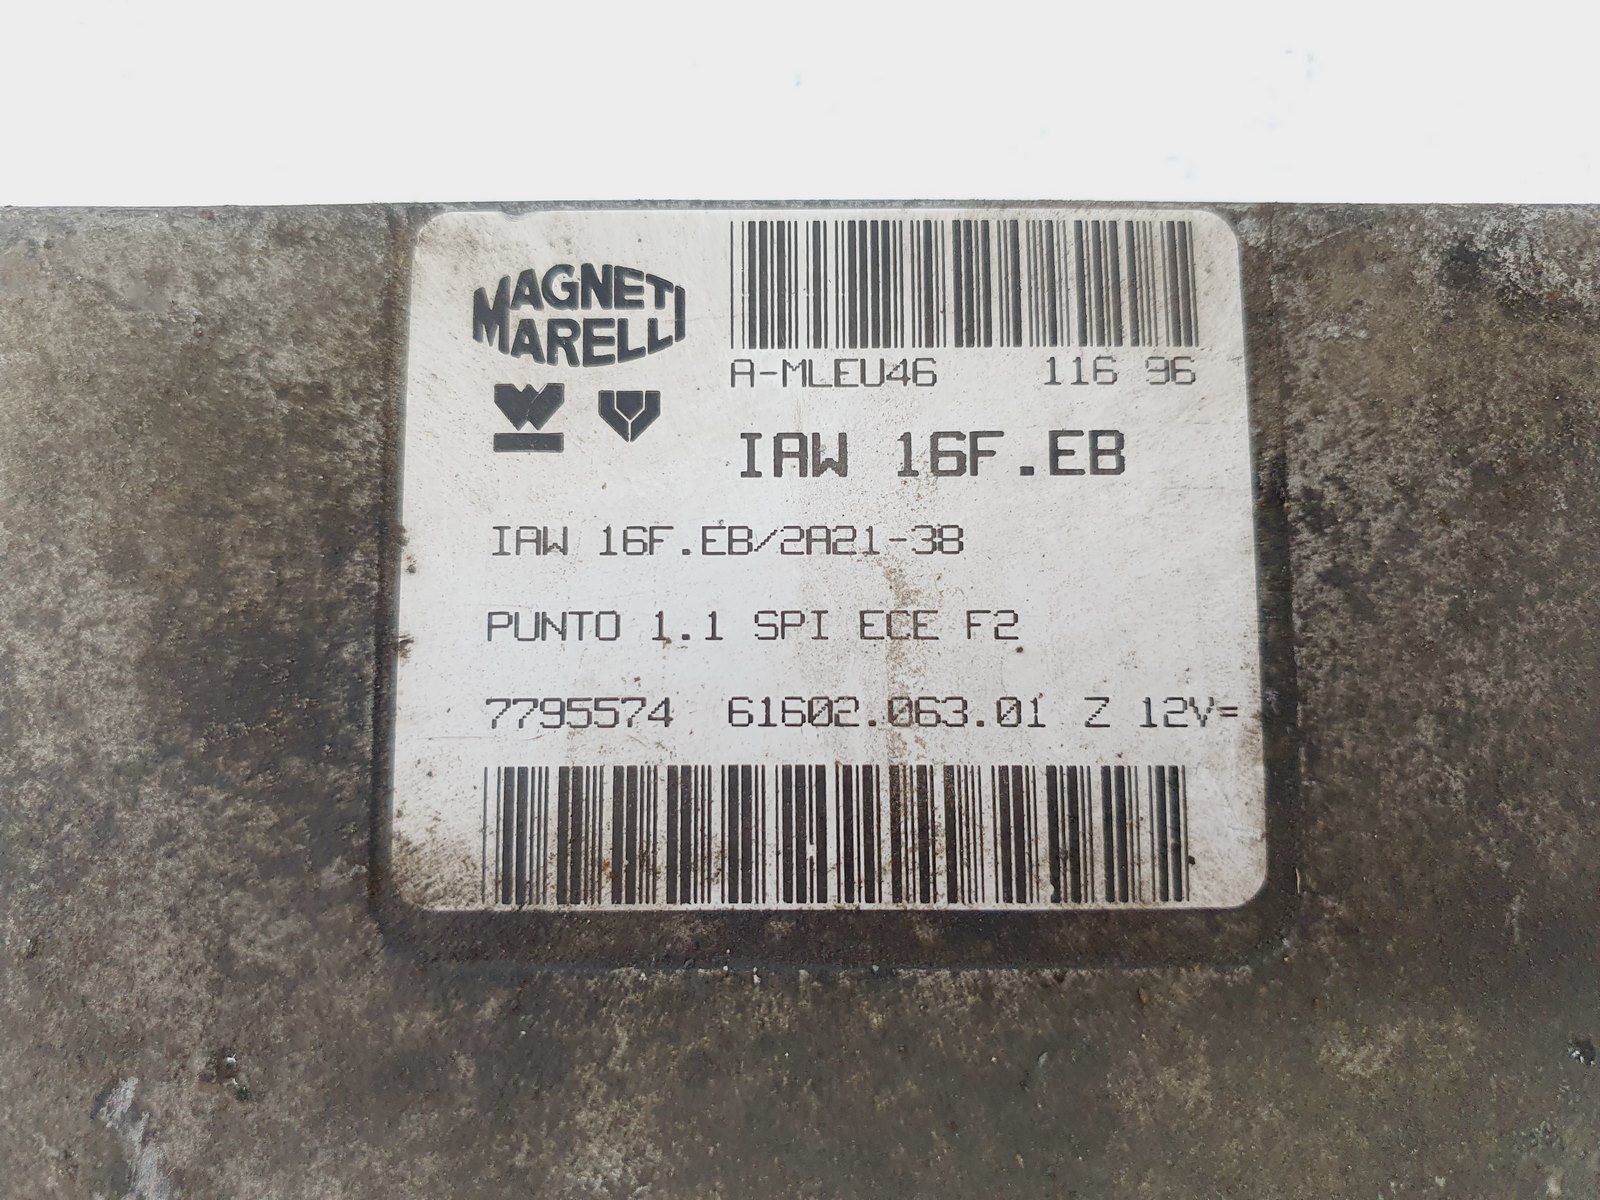 MAGNETI
MARELLI
A-MLEU46 116 96
IAW 16F.EB
IAW 16F.EB/2A21-38
PUNTO 1.1 SPI ECE F2
7795574 61602.063.01 Z 12V=